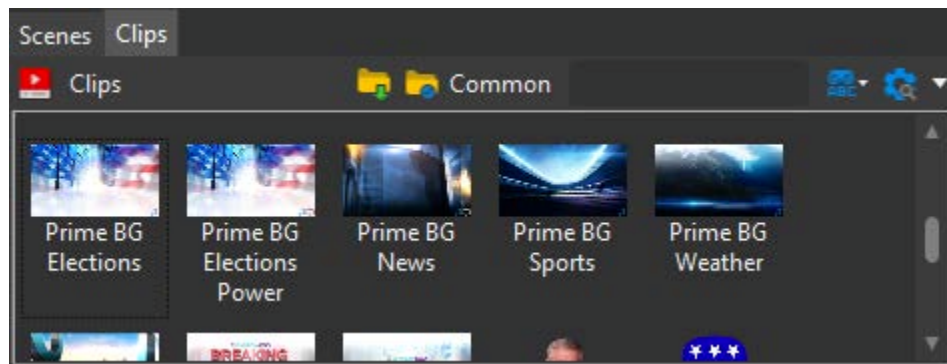 Scenes Clips
Clips Common
ABC
Prime BG
Elections
Prime BG
Elections
Power
Prime BG
News
Prime BG
Sports
Prime BG
Weather
BREAKING